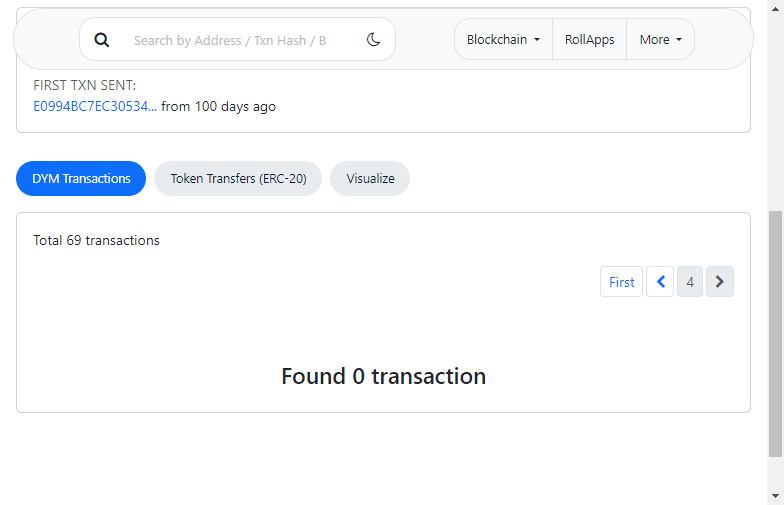 Search by Address / Txn Hash / B
Blockchain
RollApps
More
FIRST TXN SENT:
E0994BC7EC30534... from 100 days ago
DYM Transactions
Token Transfers (ERC-20)
Visualize
Total 69 transactions
First
4
Found 0 transaction